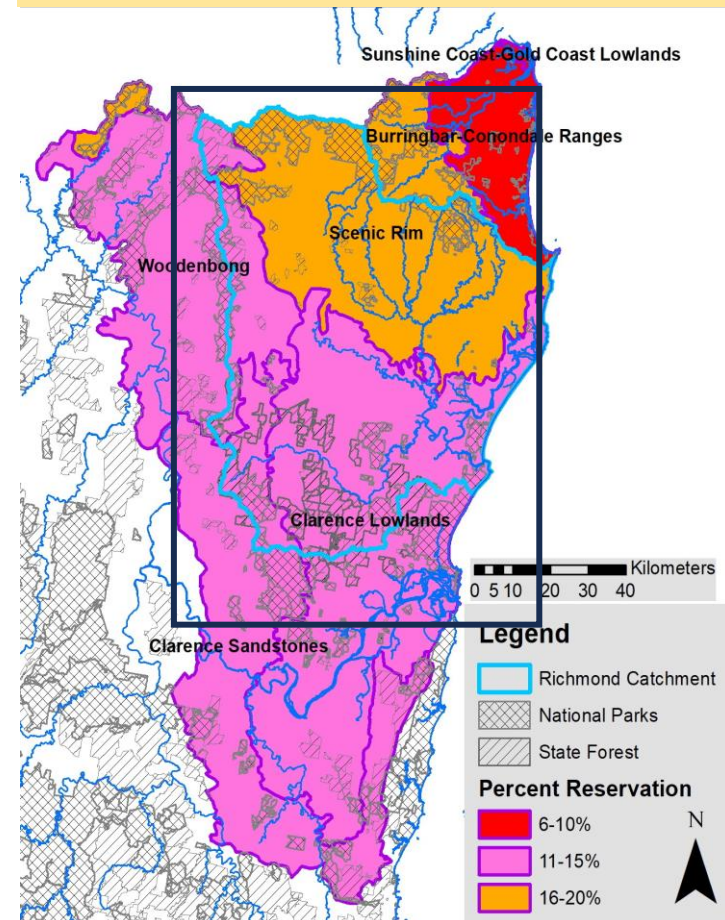 Sunshine Coast-Gold Coast Lowlands
Burringbar-Conondale Ranges
Scenic Rim
Woodenbong
Clarence Lowlands
Kilometers
0 5 10 20 30 40
Clarence Sandstones
Legend
Richmond Catchment
National Parks
State Forest
Percent Reservation
N
6-10%
11-15%
16-20%